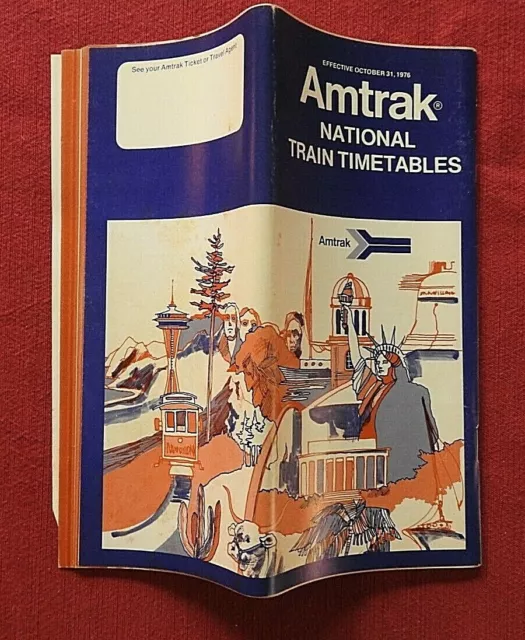 See your Amtrak Ticket or Travel Agent
EFFECTIVE OCTOBER 31, 1976
Amtrak®
NATIONAL
TRAIN TIMETABLES
Amtrak